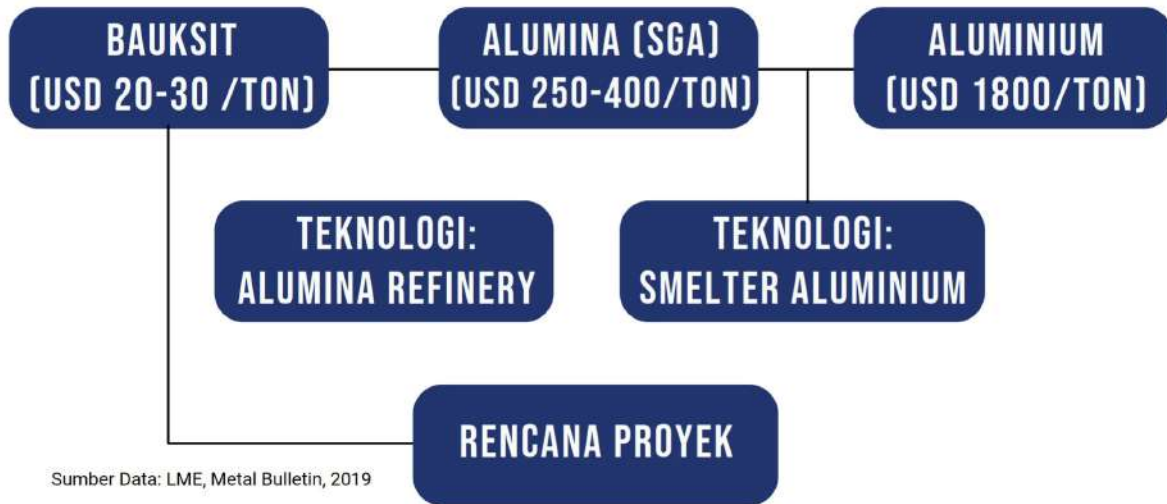 BAUKSIT
(USD 20-30 /TON)
ALUMINA (SGA)
(USD 250-400/TON)
ALUMINIUM
(USD 1800/TON)
TEKNOLOGI:
ALUMINA REFINERY
TEKNOLOGI:
SMELTER ALUMINIUM
RENCANA PROYEK
Sumber Data: LME, Metal Bulletin, 2019